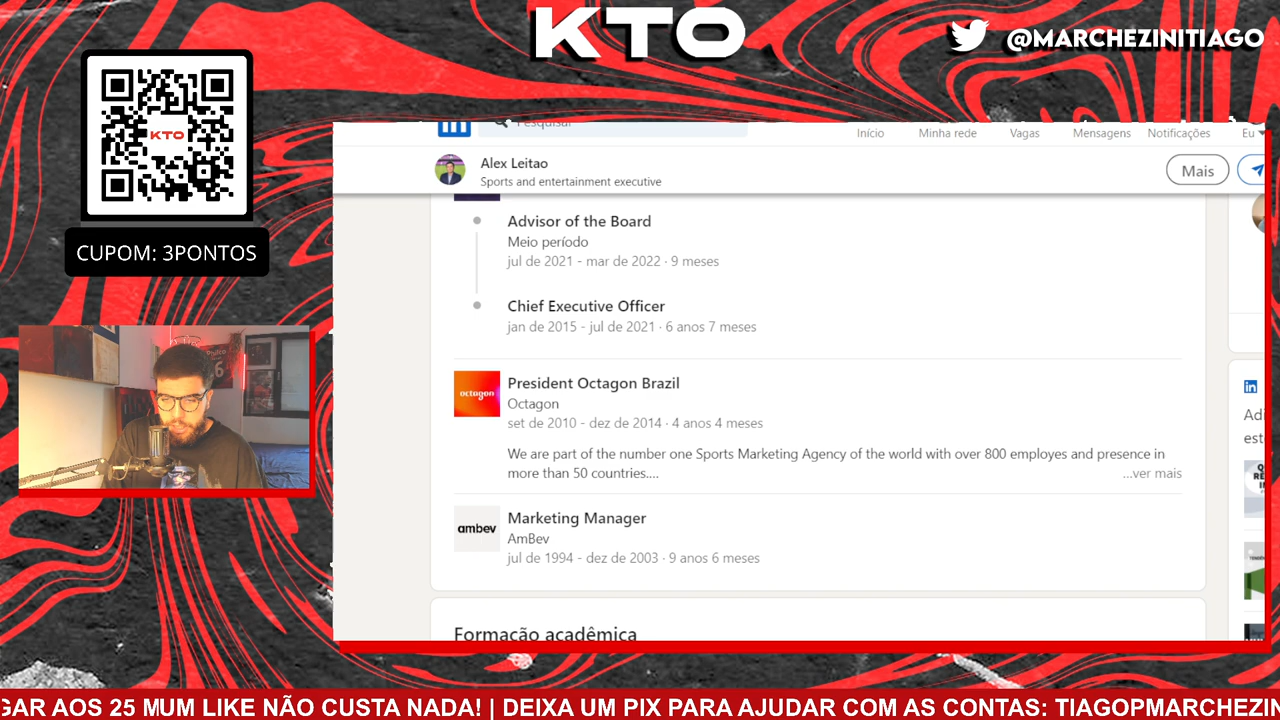 KTO
@MARCHEZINITIAGO
KTO
CUPOM: 3PONTOS
Pesquisar
Início
Minha rede
Vagas
Mensagens
Notificações
Eu
Alex Leitao
Sports and entertainment executive
Mais
Advisor of the Board
Meio período
jul de 2021 - mar de 2022 · 9 meses
Chief Executive Officer
jan de 2015 - jul de 2021 · 6 anos 7 meses
octagon
President Octagon Brazil
Octagon
set de 2010 - dez de 2014 · 4 anos 4 meses
We are part of the number one Sports Marketing Agency of the world with over 800 employes and presence in
more than 50 countries....
...ver mais
ambev
Marketing Manager
AmBev
jul de 1994 - dez de 2003 · 9 anos 6 meses
Formação acadêmica
in
GAR AOS 25 MUM LIKE NÃO CUSTA NADA! | DEIXA UM PIX PARA AJUDAR COM AS CONTAS: TIAGOPMARCHEZIN